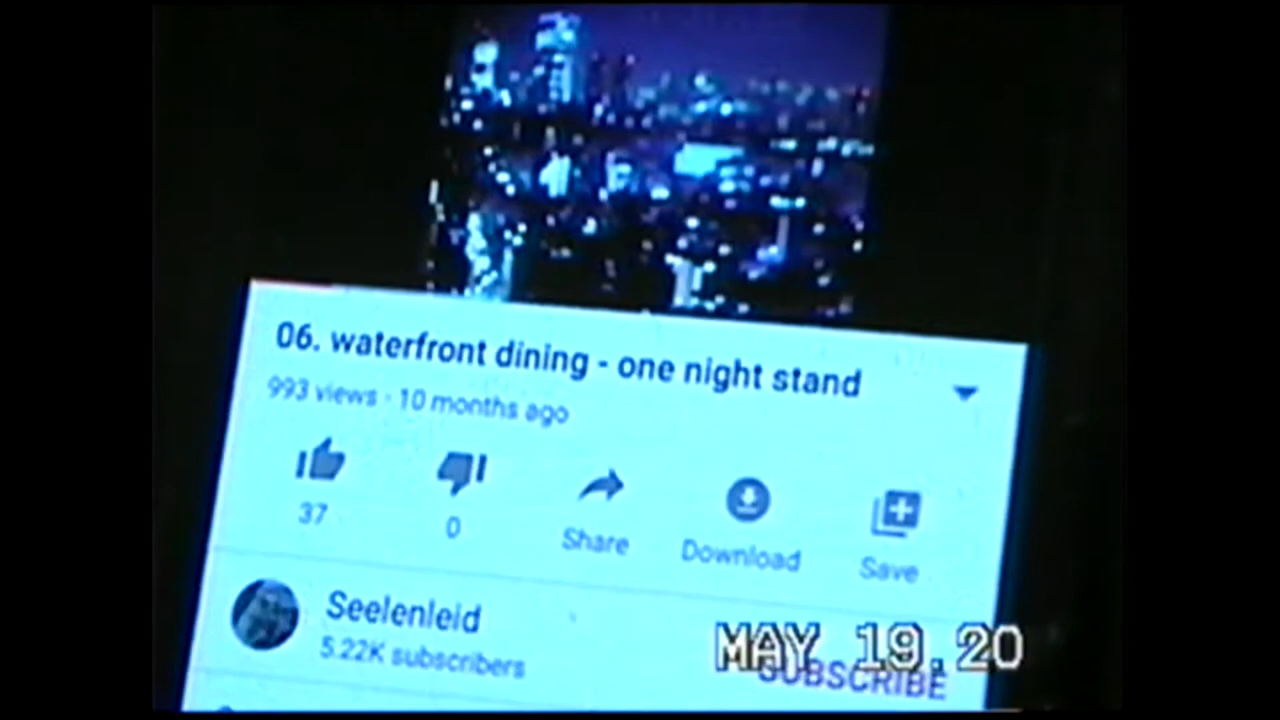 06. waterfront dining - one night stand
993 views · 10 months ago
37
0
Share
Download
Save
Seelenleid
5.22K subscribers
SUBSCRIBE
MAY 19.20